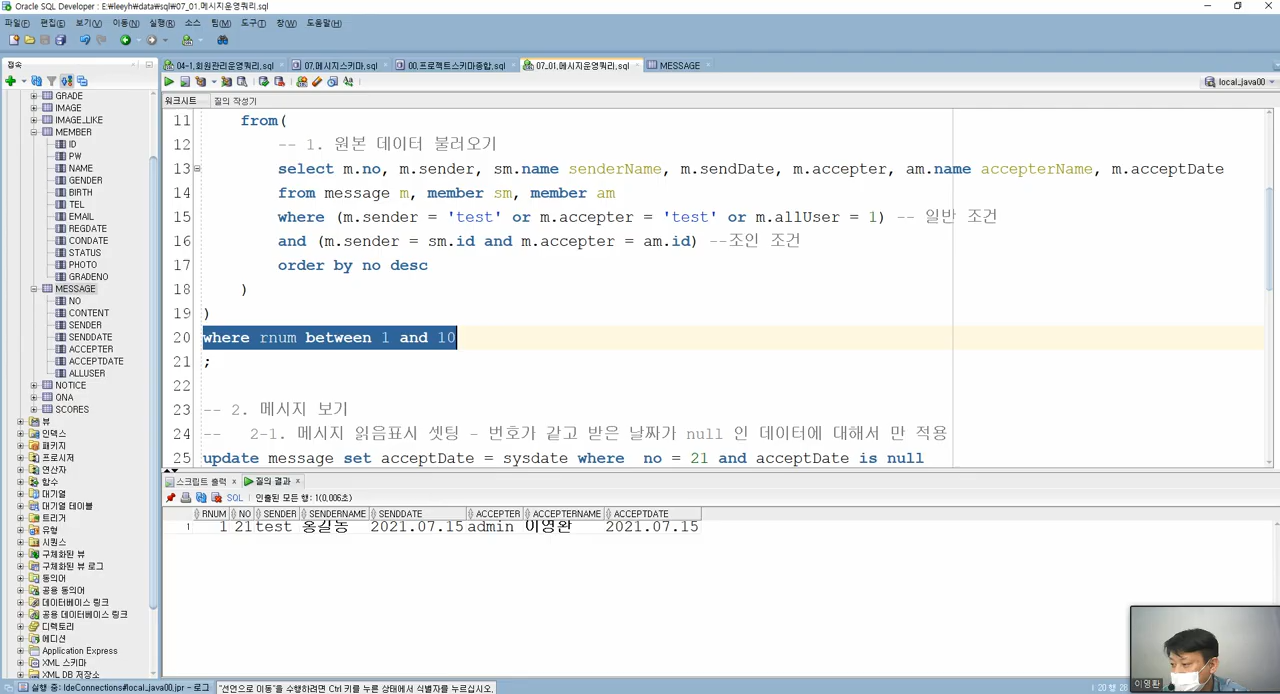 Oracle SQL Developer : E:\leeyh\data\sql\07_01.메시지운영쿼리.sql
파일(F) 편집(E) 보기(V) 이동(N) 실행(R) 소스 팀(M) 도구(T) 창(W) 도움말(H)
접속
04-1.회원관리운영쿼리.sql 07.메시지스키마.sql 00.프로젝트스키마종합.sql 07_01.메시지운영쿼리.sql MESSAGE
local_java00
워크시트 질의 작성기
GRADE
IMAGE
IMAGE_LIKE
MEMBER
ID
PW
NAME
GENDER
BIRTH
TEL
EMAIL
REGDATE
CONDATE
STATUS
PHOTO
GRADENO
MESSAGE
NO
CONTENT
SENDER
SENDDATE
ACCEPTER
ACCEPTDATE
ALLUSER
NOTICE
QNA
SCORES
뷰
인덱스
패키지
프로시저
연산자
함수
대기열
대기열 테이블
트리거
유형
시퀀스
구체화된 뷰
구체화된 뷰 로그
동의어
공용 동의어
데이터베이스 링크
공용 데이터베이스 링크
디렉토리
에디션
Application Express
XML 스키마
XML DB 저장소
11 from(
12 -- 1. 원본 데이터 불리오기
13 select m.no, m.sender, sm.name senderName, m.sendDate, m.accepter, am.name accepterName, m.acceptDate
14 from message m, member sm, member am
15 where (m.sender = 'test' or m.accepter = 'test' or m.allUser = 1) -- 일반 조건
16 and (m.sender = sm.id and m.accepter = am.id) --조인 조건
17 order by no desc
18 )
19 )
20 where rnum between 1 and 10
21 ;
22
23 -- 2. 메시지 보기
24 -- 2-1. 메시지 읽음표시 셋팅 - 번호가 같고 받은 날짜가 null 인 데이터에 대해서 만 적용
25 update message set acceptDate = sysdate where no = 21 and acceptDate is null
스크립트 출력 질의 결과
SQL 인출된 모든 행: 1(0,006초)
RNUM NO SENDER SENDERNAME SENDDATE ACCEPTER ACCEPTERNAME ACCEPTDATE
1 1 21 test 홍길동 2021.07.15 admin 이영환 2021.07.15
이영환
실행 중: IdeConnections#local_java00.jpr - 로그 "선언으로 이동"을 수행하려면 Ctrl 키를 누른 상태에서 식별자를 누르십시오. 20 행 28